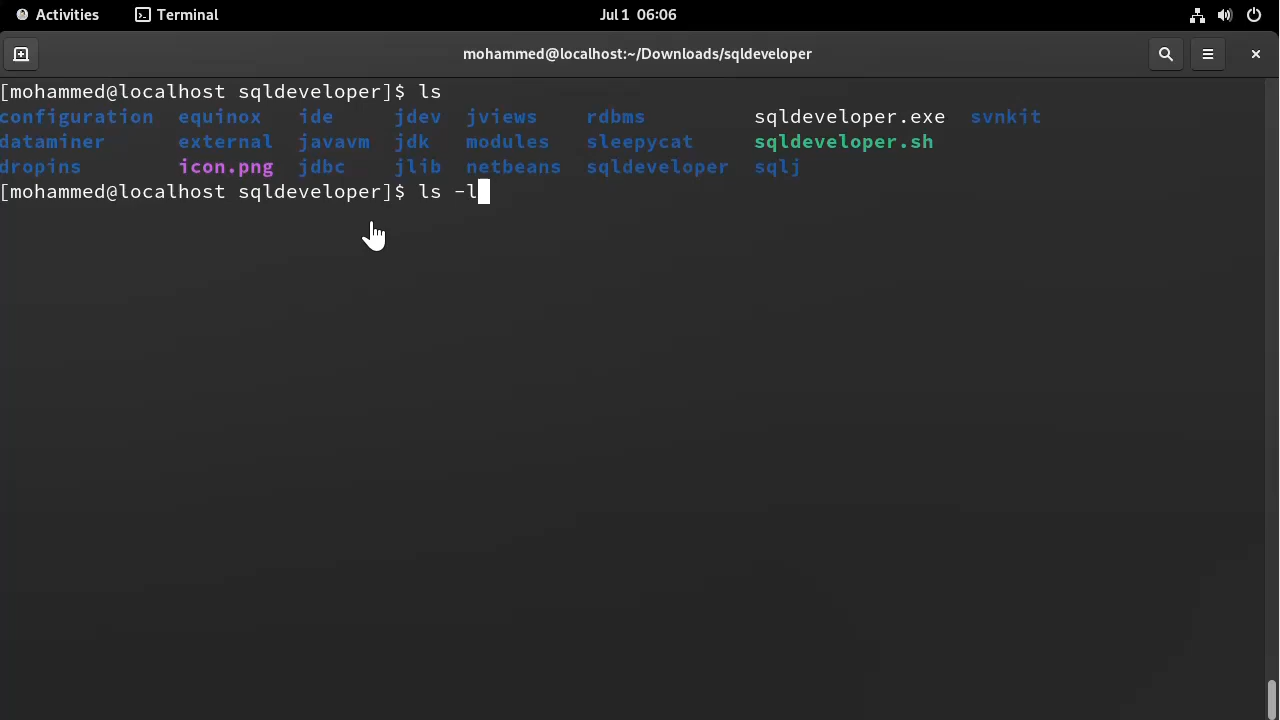 Activities Terminal Jul 1 06:06
mohammed@localhost:~/Downloads/sqldeveloper
[mohammed@localhost sqldeveloper]$ ls
configuration equinox ide jdev jviews rdbms sqldeveloper.exe svnkit
dataminer external javavm jdk modules sleepycat sqldeveloper.sh
dropins icon.png jdbc jlib netbeans sqldeveloper sqlj
[mohammed@localhost sqldeveloper]$ ls -l